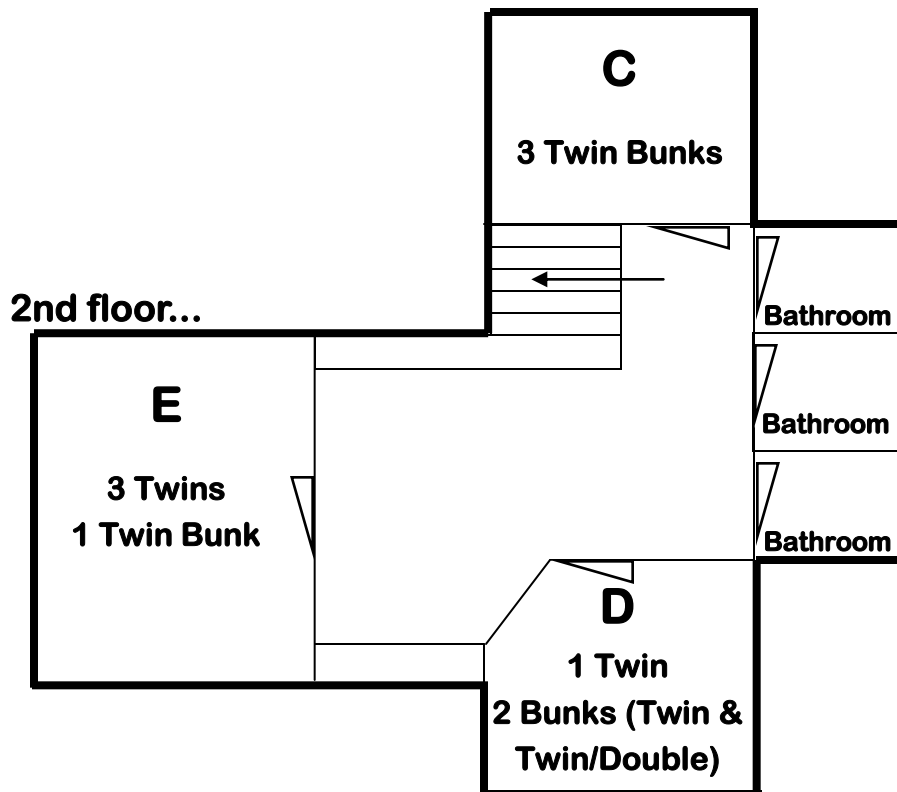 C
3 Twin Bunks
2nd floor...
Bathroom
E
Bathroom
3 Twins
1 Twin Bunk
Bathroom
D
1 Twin
2 Bunks (Twin &
Twin/Double)